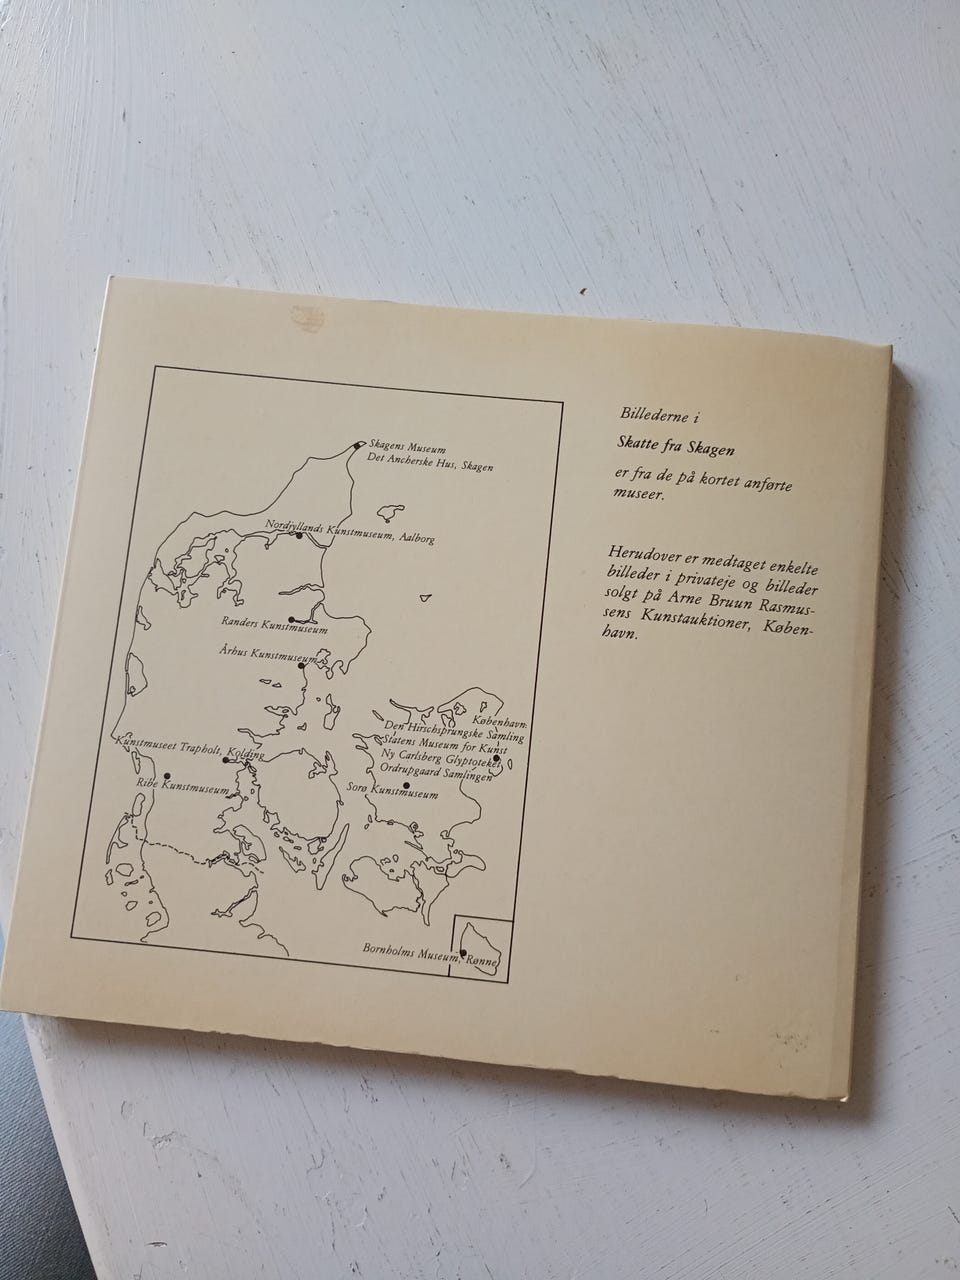 Skagens Museum
Det Ancherske Hus, Skagen
Nordjyllands Kunstmuseum, Aalborg
Randers Kunstmuseum
Århus Kunstmuseum
København:
Den Hirschsprungske Samling
Statens Museum for Kunst
Ny Carlsberg Glyptotek
Ordrupgaard Samlingen
Kunstmuseet Trapholt, Kolding
Ribe Kunstmuseum
Sorø Kunstmuseum
Bornholms Museum, Rønne
Billederne i
Skatte fra Skagen
er fra de på kortet anførte
museer.
Herudover er medtaget enkelte
billeder i privateje og billeder
solgt på Arne Bruun Rasmus-
sens Kunstauktioner, Køben-
havn.